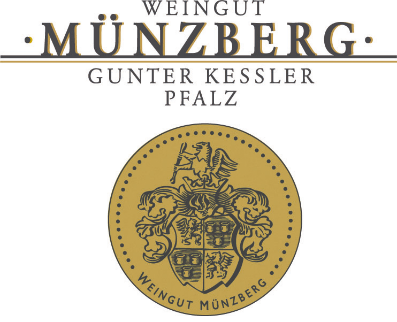 WEINGUT
·MÜNZBERG·
GUNTER KESSLER
PFALZ
WEINGUT MÜNZBERG